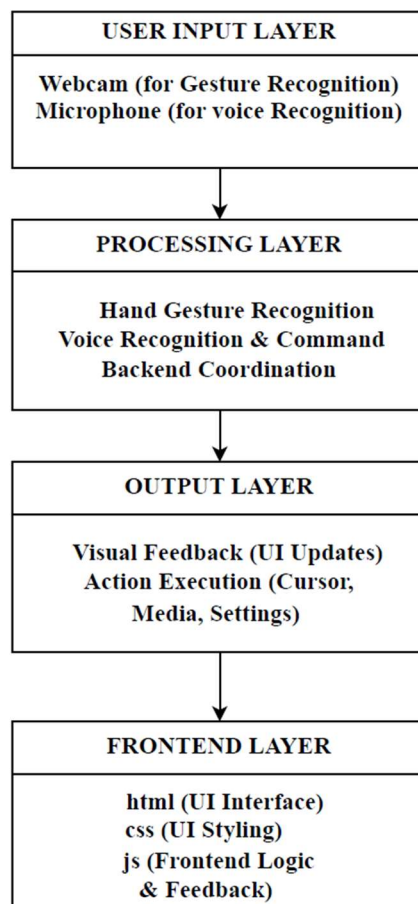 USER INPUT LAYER
Webcam (for Gesture Recognition)
Microphone (for voice Recognition)
PROCESSING LAYER
Hand Gesture Recognition
Voice Recognition & Command
Backend Coordination
OUTPUT LAYER
Visual Feedback (UI Updates)
Action Execution (Cursor,
Media, Settings)
FRONTEND LAYER
html (UI Interface)
css (UI Styling)
js (Frontend Logic
& Feedback)